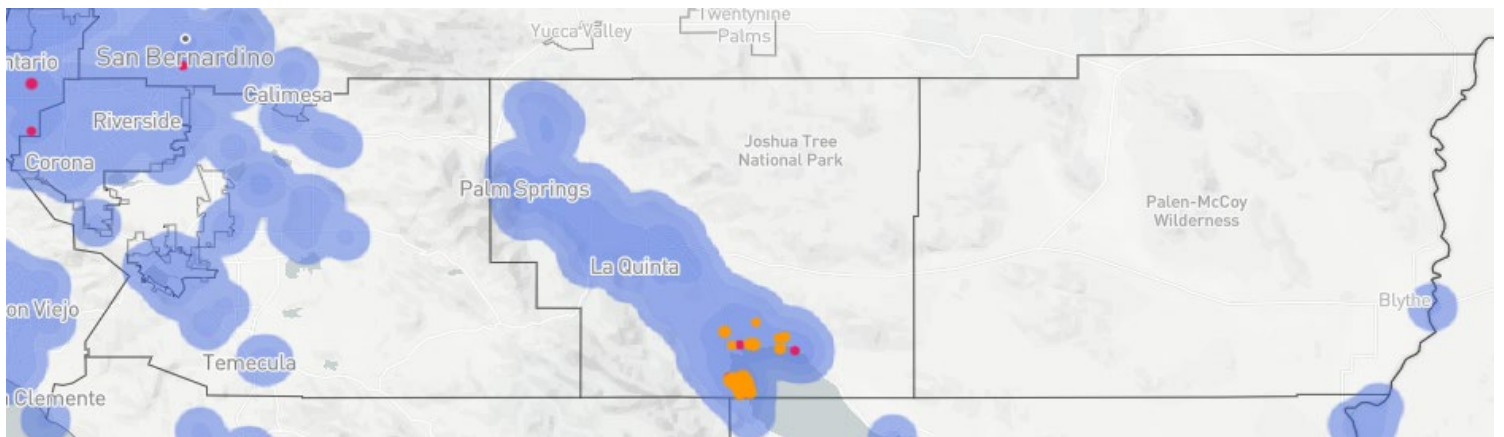 Twentynine
Palms
Yucca Valley
San Bernardino
ntario
Calimesa
Riverside
Joshua Tree
National Park
Corona
Palm Springs
Palen-McCoy
Wilderness
La Quinta
on Viejo
Blythe
Temecula
Clemente